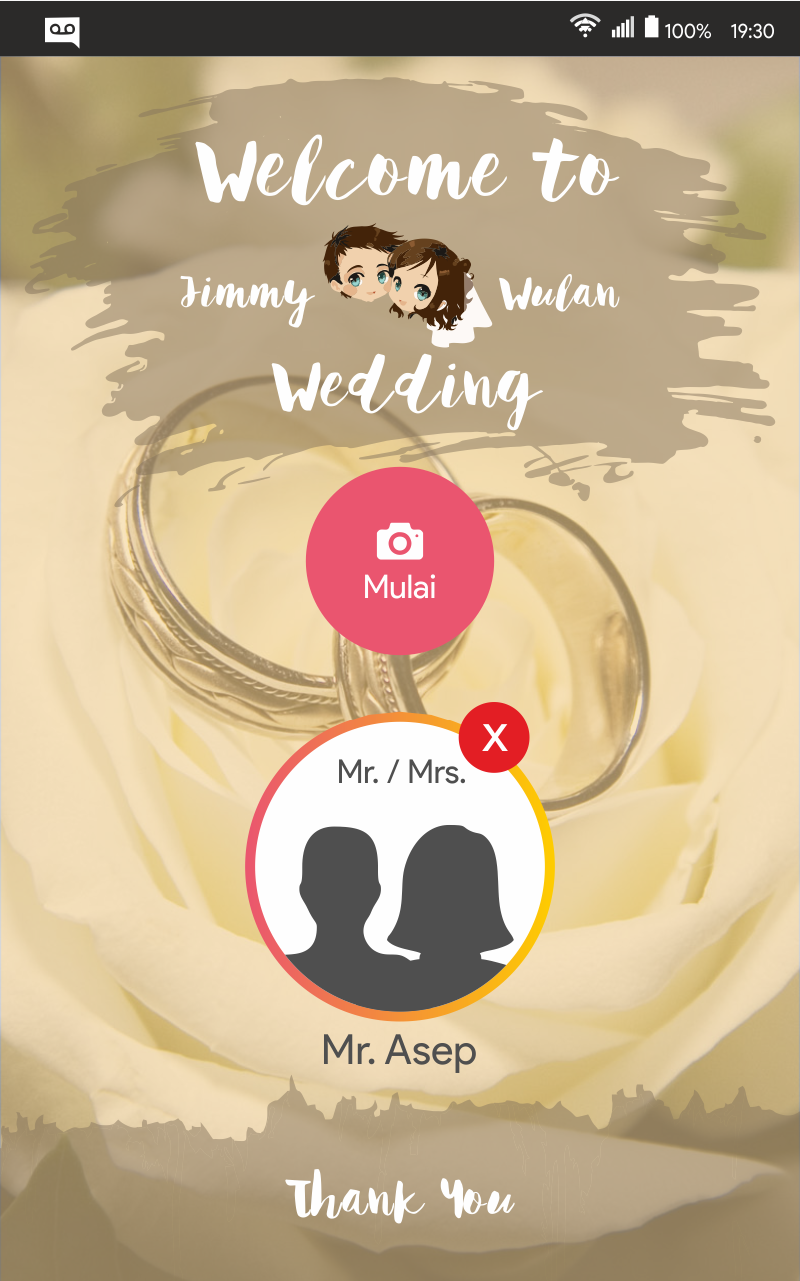 100% 19:30
Welcome to
Jimmy Wulan
Wedding
Mulai
X
Mr. / Mrs.
Mr. Asep
Thank You